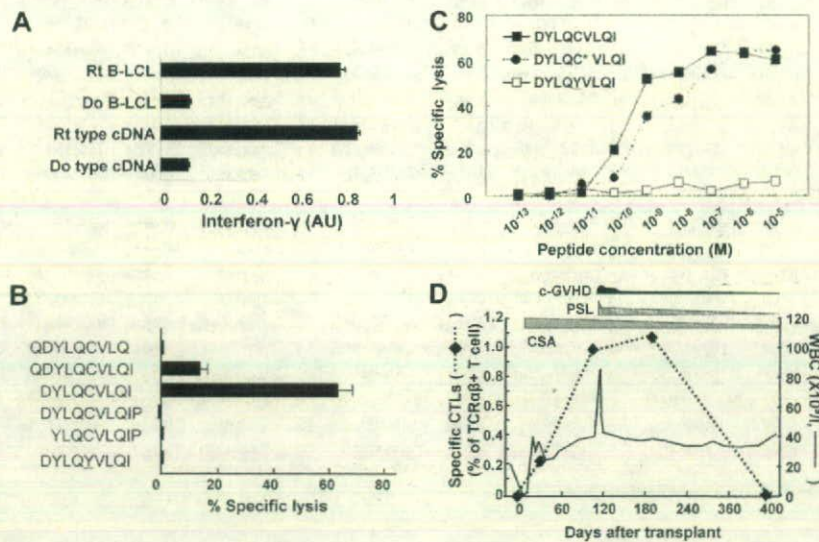 A
Rt B-LCL
Do B-LCL
Rt type cDNA
Do type cDNA
0 0.2 0.4 0.6 0.8 1
Interferon-γ (AU)
B
QDYLQCVLQ
QDYLQCVLQI
DYLQCVLQI
DYLQCVLQIP
YLQCVLQIP
DYLQYVLQI
0 20 40 60 80
% Specific lysis
C
80
60
40
20
0
% Specific lysis
DYLQCVLQI
DYLQC* VLQI
DYLQYVLQI
10⁻¹³ 10⁻¹² 10⁻¹¹ 10⁻¹⁰ 10⁻⁹ 10⁻⁸ 10⁻⁷ 10⁻⁶ 10⁻⁵
Peptide concentration (M)
D
c-GVHD
PSL
CSA
Specific CTLs ( )
(% of TCRαβ+ T cell)
1.2
1.0
0.8
0.6
0.4
0.2
0
120
100
80
60
40
20
0
0 60 120 180 240 300 360 400
Days after transplant